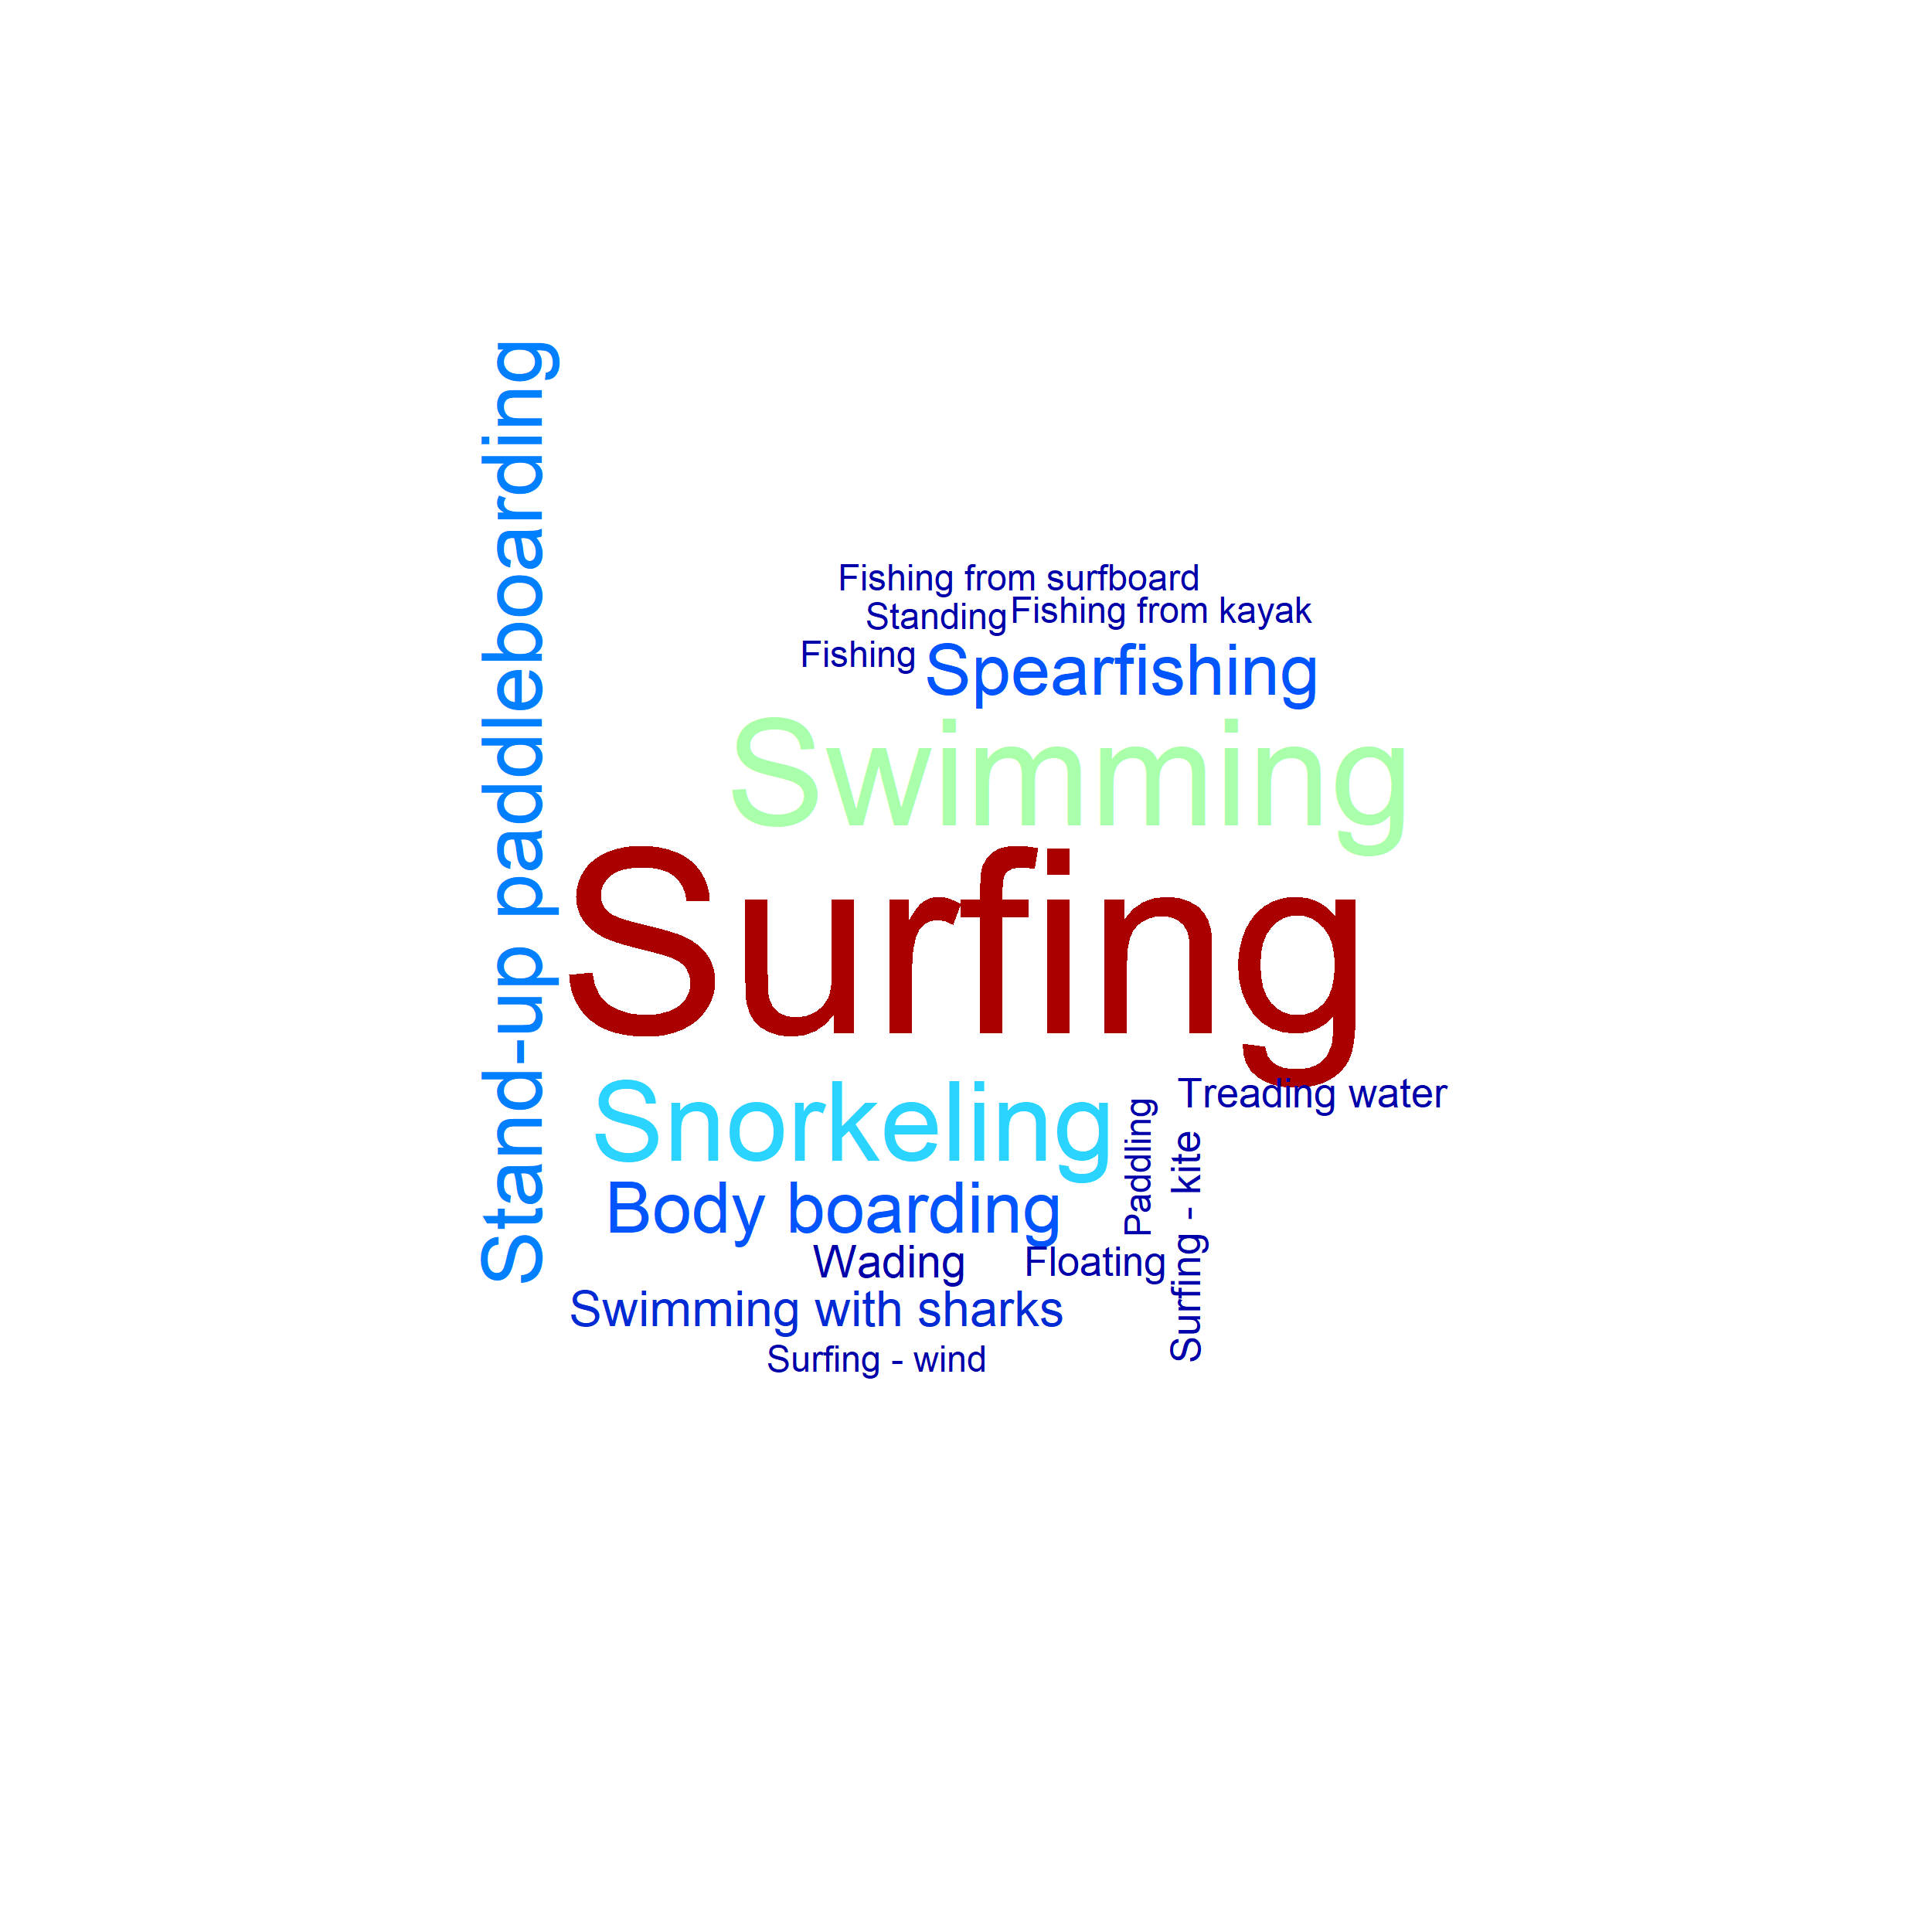 Stand-up paddleboarding
Fishing from surfboard
Standing
Fishing from kayak
Fishing
Spearfishing
Swimming
Surfing
Snorkeling
Treading water
Paddling
Surfing - kite
Body boarding
Wading
Floating
Swimming with sharks
Surfing - wind